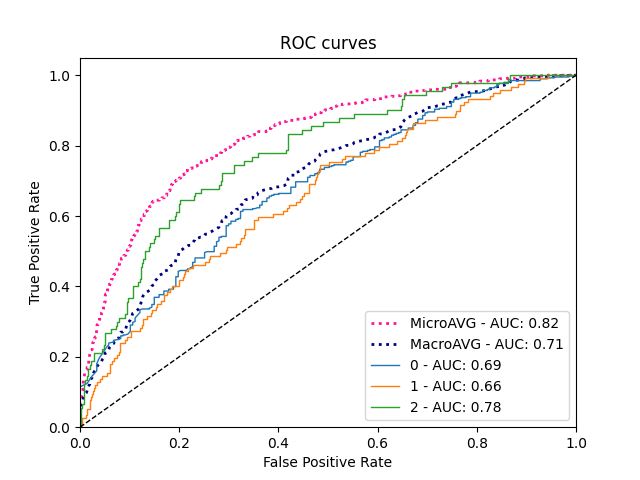 ROC curves
True Positive Rate
1.0
0.8
0.6
0.4
0.2
0.0
MicroAVG - AUC: 0.82
MacroAVG - AUC: 0.71
0 - AUC: 0.69
1 - AUC: 0.66
2 - AUC: 0.78
0.0 0.2 0.4 0.6 0.8 1.0
False Positive Rate